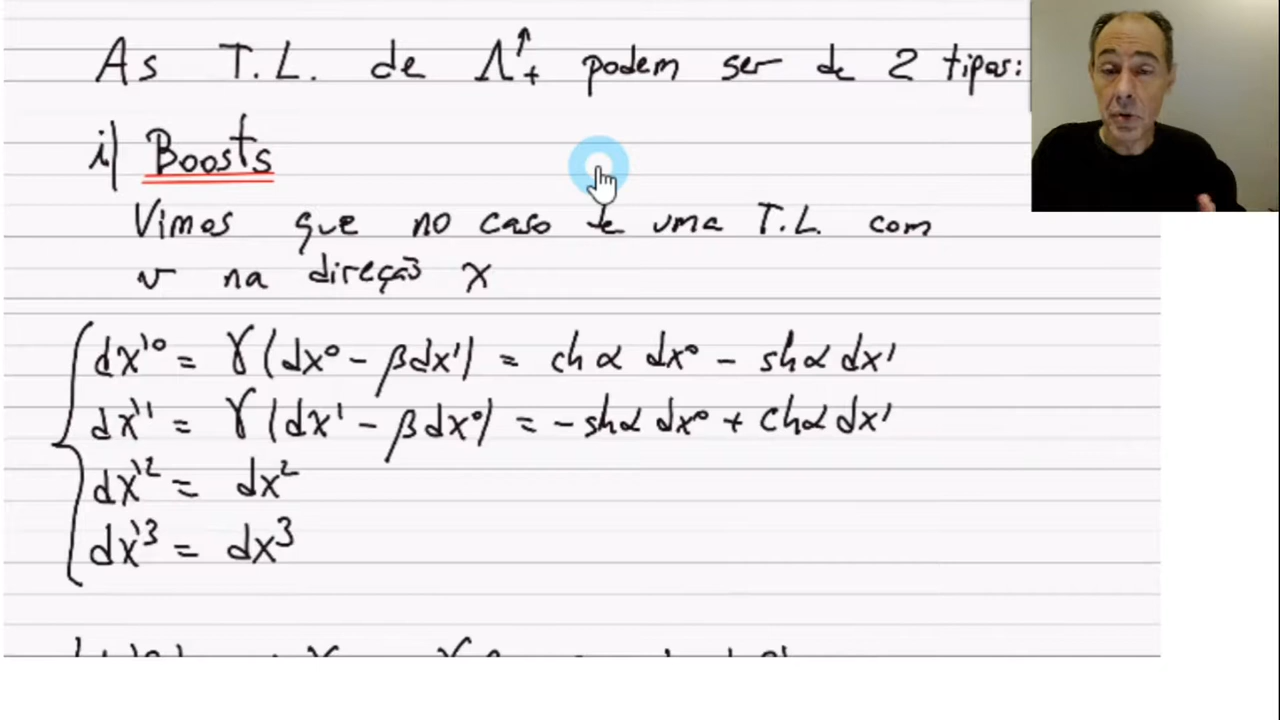 As T.L. de Λ↑₊ podem ser de 2 tipos:
i) Boosts
Vimos que no caso de uma T.L. com
v na direção x
dx'⁰ = γ(dx⁰ - βdx¹) = chα dx⁰ - shα dx¹
dx'¹ = γ(dx¹ - βdx⁰) = -shα dx⁰ + chα dx¹
dx'² = dx²
dx'³ = dx³